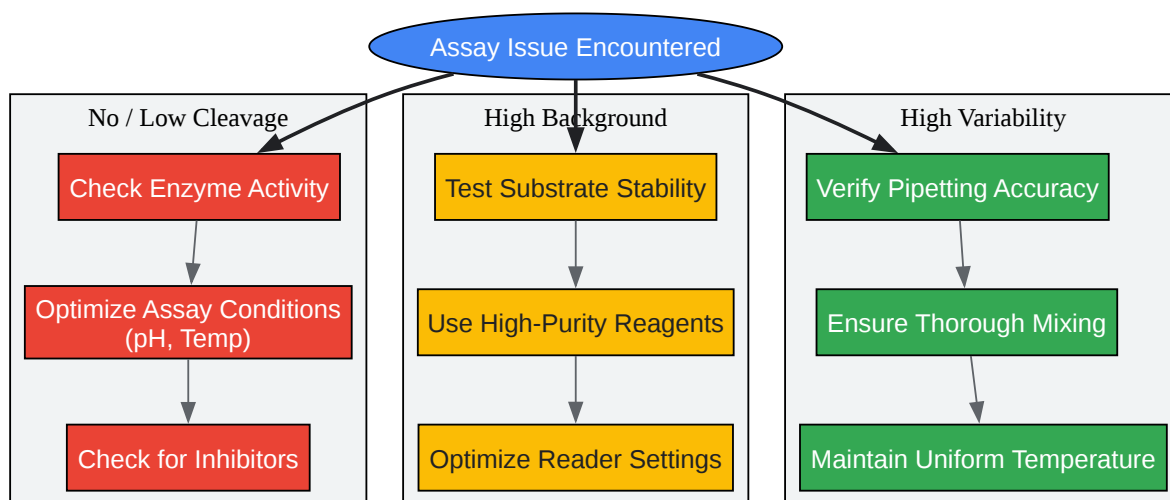 Assay Issue Encountered
No / Low Cleavage
Check Enzyme Activity
Optimize Assay Conditions
(pH, Temp)
Check for Inhibitors
High Background
Test Substrate Stability
Use High-Purity Reagents
Optimize Reader Settings
High Variability
Verify Pipetting Accuracy
Ensure Thorough Mixing
Maintain Uniform Temperature